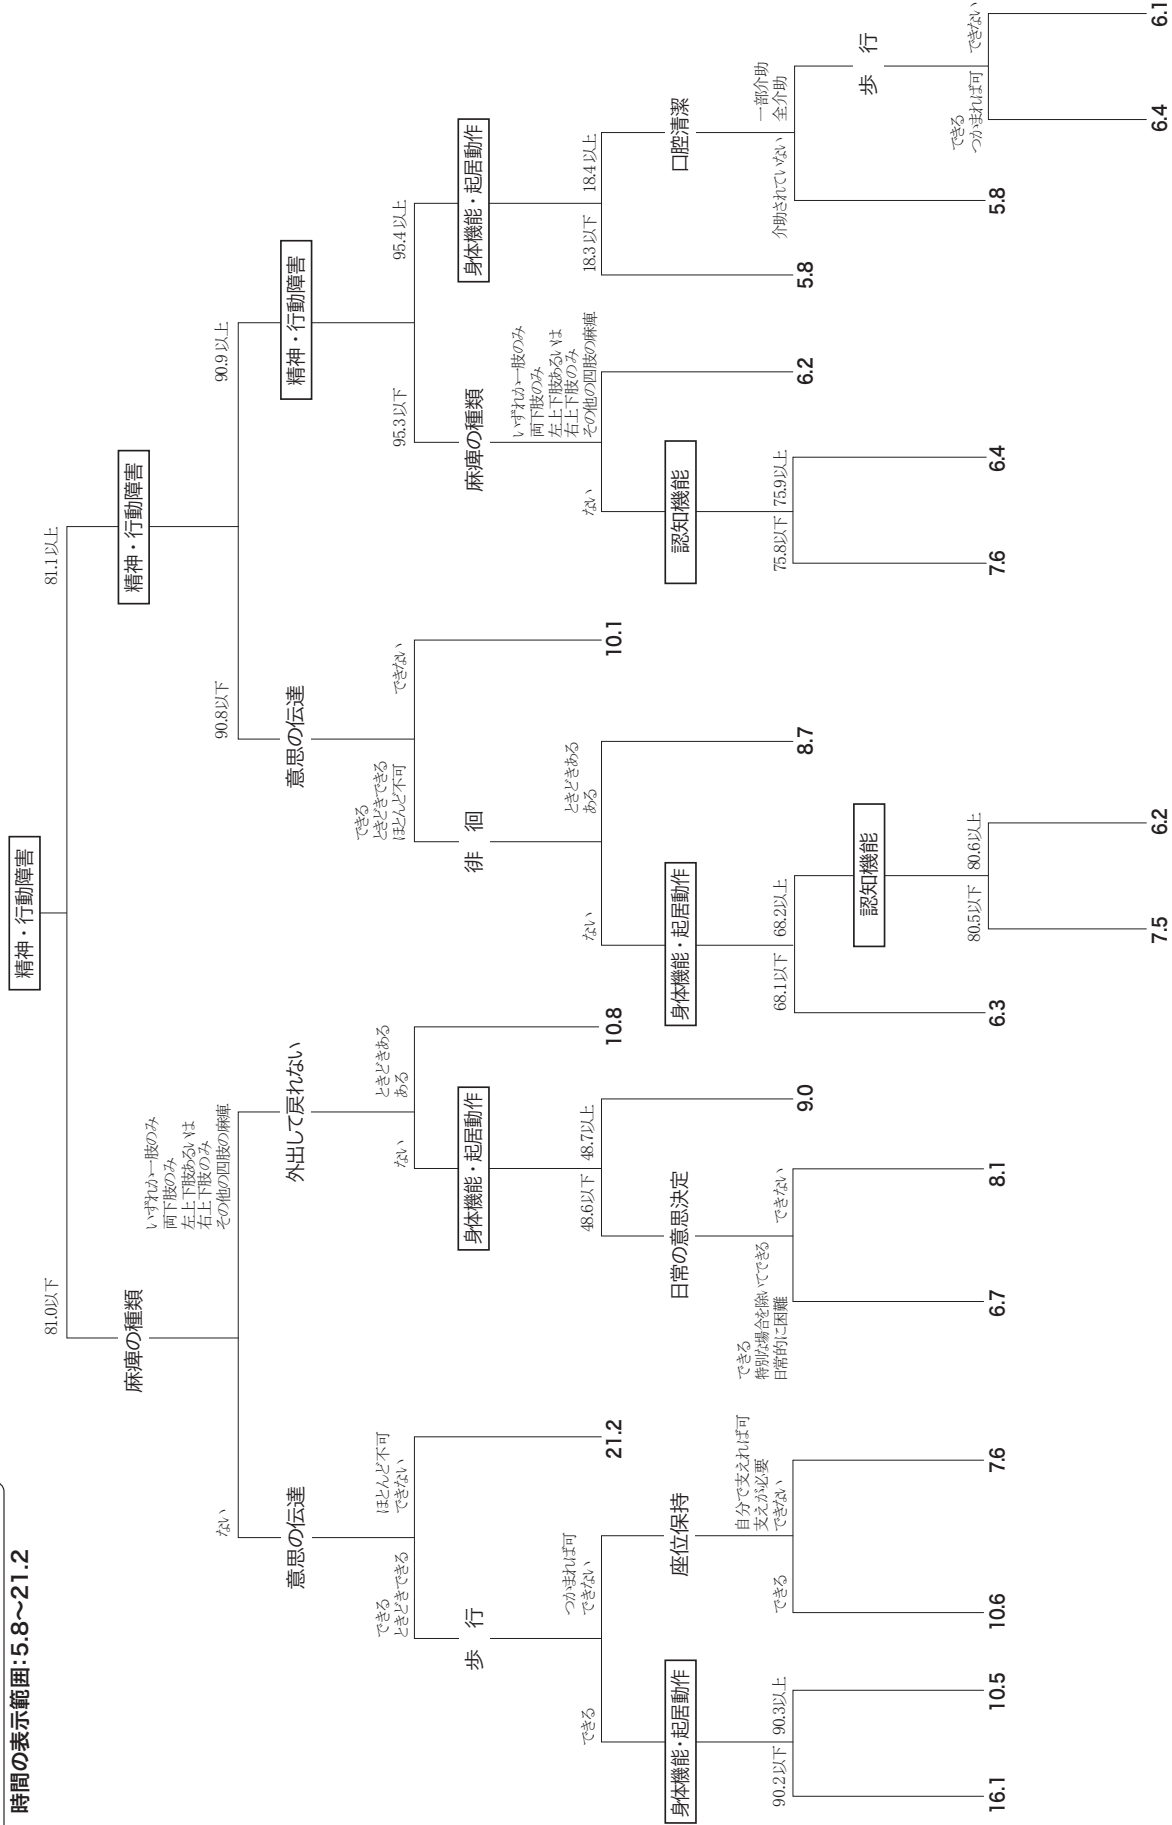 時間の表示範囲：5.8〜21.2
精神・行動障害
81.0以下
81.1以上
麻痺の種類
ない
いずれか一肢のみ
両下肢のみ
左上下肢あるいは
右上下肢のみ
その他の四肢の麻痺
意思の伝達
できる
ときどきできる
ほとんど不可
できない
歩　行
できる
つかまれば可
できない
身体機能・起居動作
90.2以下
90.3以上
16.1
10.5
座位保持
できる
自分で支えれば可
支えが必要
できない
10.6
7.6
21.2
外出して戻れない
ない
ときどきある
ある
身体機能・起居動作
48.6以下
48.7以上
日常の意思決定
できる
特別な場合を除いてできる
日常的に困難
できない
6.7
8.1
9.0
10.8
精神・行動障害
90.8以下
90.9以上
意思の伝達
できる
ときどきできる
ほとんど不可
できない
徘　徊
ない
ときどきある
ある
身体機能・起居動作
68.1以下
68.2以上
6.3
認知機能
80.5以下
80.6以上
7.5
6.2
8.7
10.1
精神・行動障害
95.3以下
95.4以上
麻痺の種類
ない
いずれか一肢のみ
両下肢のみ
左上下肢あるいは
右上下肢のみ
その他の四肢の麻痺
認知機能
75.8以下
75.9以上
7.6
6.4
6.2
身体機能・起居動作
18.3以下
18.4以上
5.8
口腔清潔
介助されていない
一部介助
全介助
5.8
歩　行
できる
つかまれば可
できない
6.4
6.1